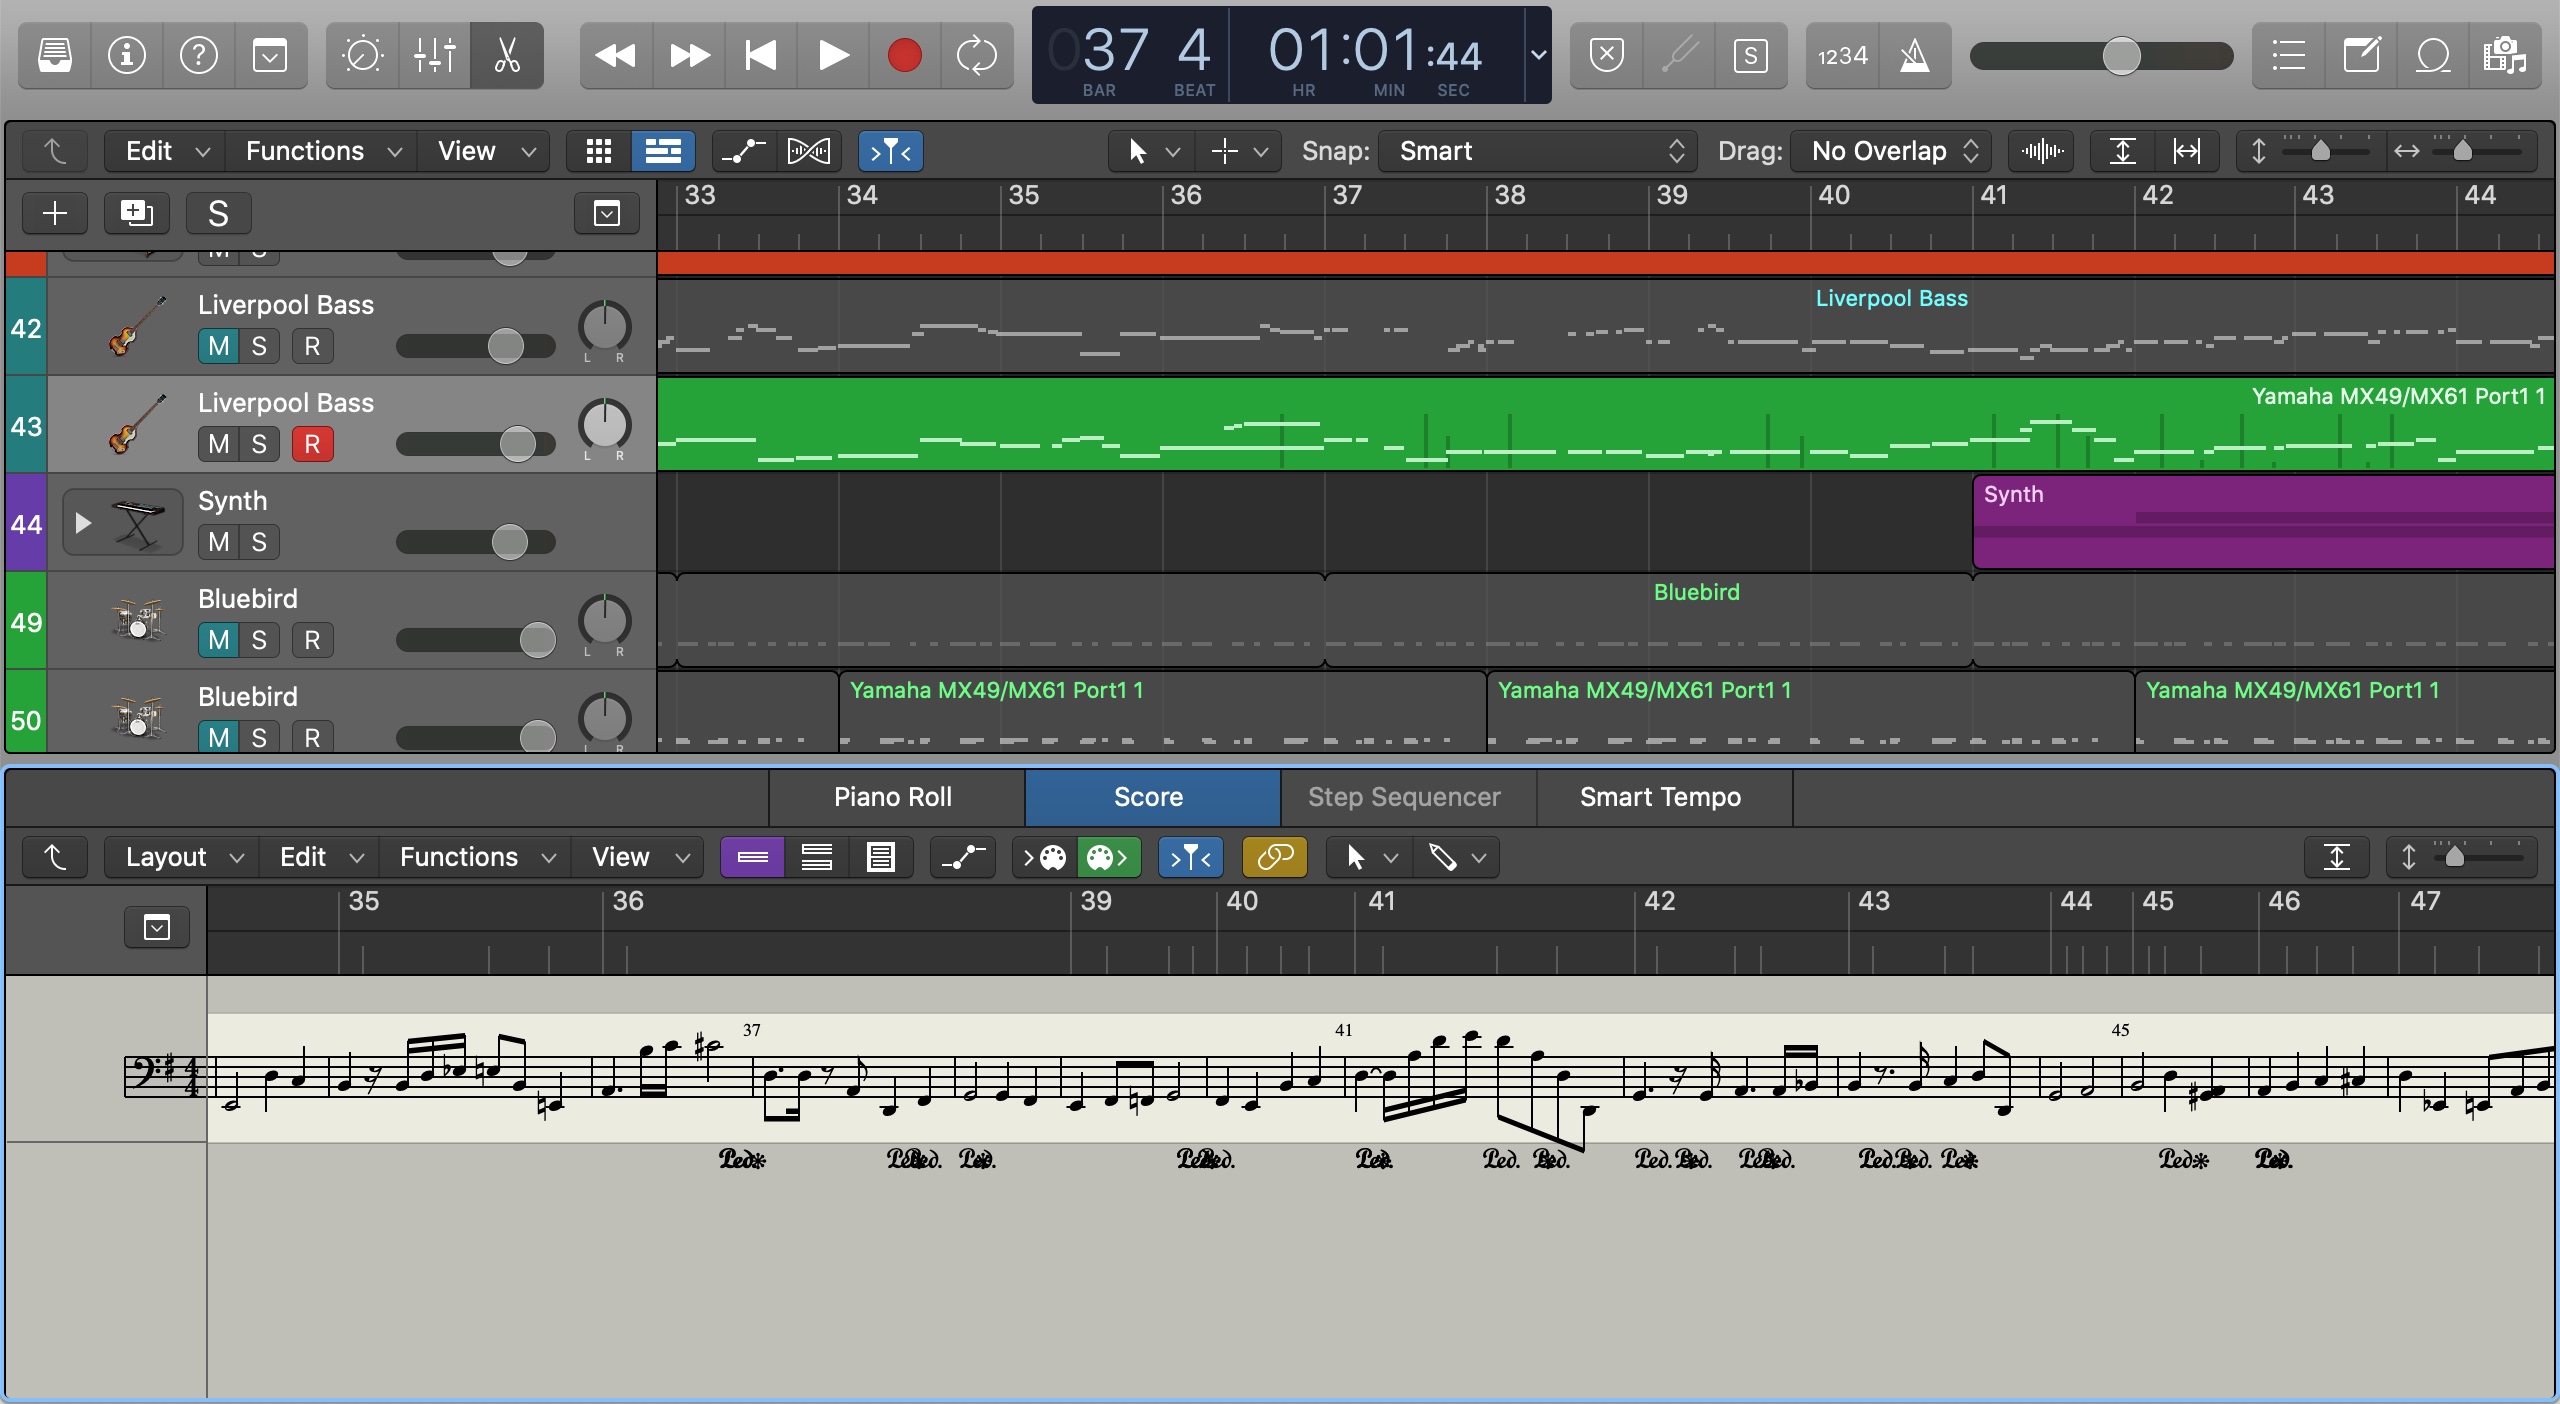 037 4 01:01:44
BAR BEAT HR MIN SEC
S 1234
Edit Functions View Snap: Smart Drag: No Overlap
S 33 34 35 36 37 38 39 40 41 42 43 44
M S
42 Liverpool Bass M S R L R Liverpool Bass
43 Liverpool Bass M S R L R Yamaha MX49/MX61 Port1 1
44 Synth M S Synth
49 Bluebird M S R L R Bluebird
50 Bluebird M S R L R Yamaha MX49/MX61 Port1 1 Yamaha MX49/MX61 Port1 1 Yamaha MX49/MX61 Port1 1
Piano Roll Score Step Sequencer Smart Tempo
Layout Edit Functions View
35 36 39 40 41 42 43 44 45 46 47
37 41 45
4
4